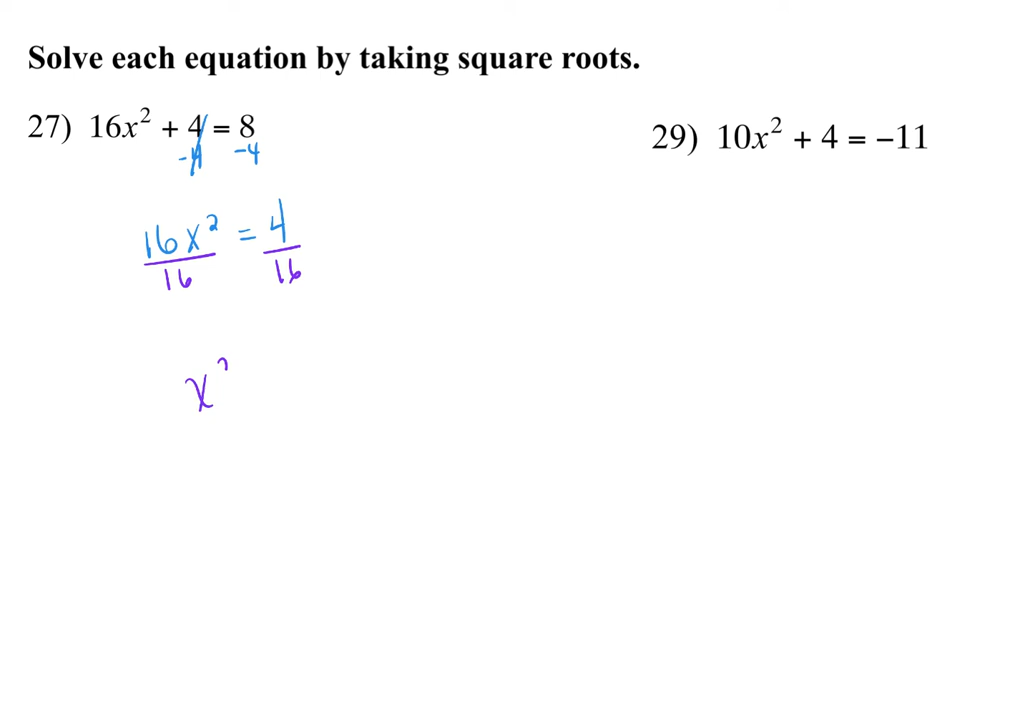 Solve each equation by taking square roots.
27) 16x² + 4 = 8
-4 -4
16x² = 4
16 16
x²
29) 10x² + 4 = −11